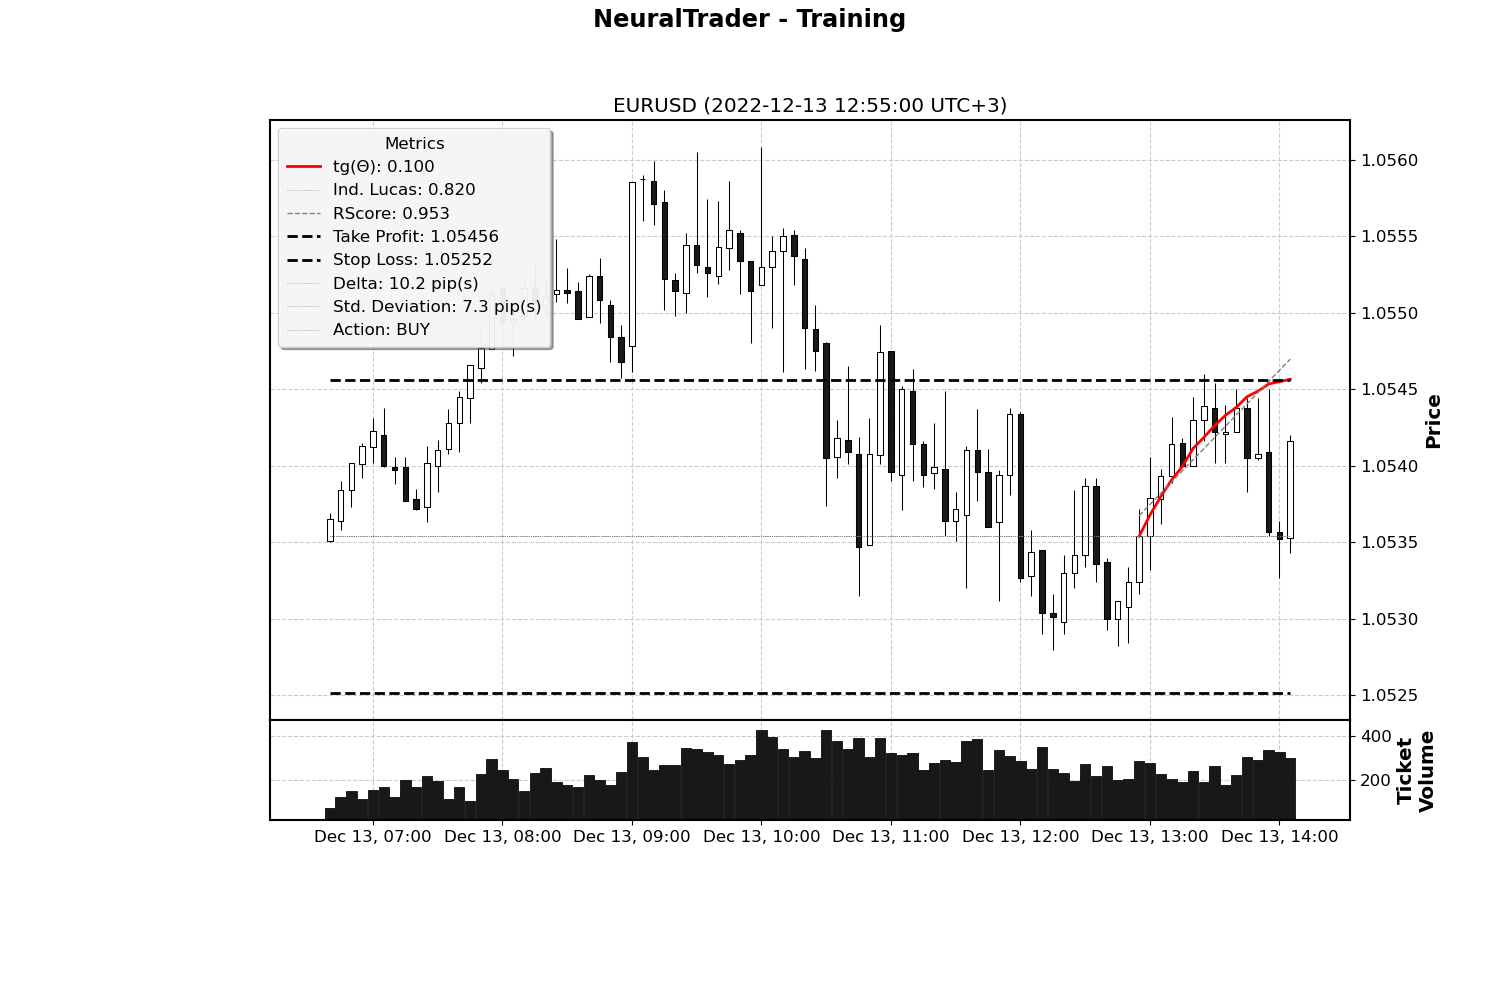 NeuralTrader - Training
EURUSD (2022-12-13 12:55:00 UTC+3)
Metrics
tg(Θ): 0.100
Ind. Lucas: 0.820
RScore: 0.953
Take Profit: 1.05456
Stop Loss: 1.05252
Delta: 10.2 pip(s)
Std. Deviation: 7.3 pip(s)
Action: BUY
1.0560
1.0555
1.0550
1.0545
1.0540
1.0535
1.0530
1.0525
Price
400
200
Ticket
Volume
Dec 13, 07:00
Dec 13, 08:00
Dec 13, 09:00
Dec 13, 10:00
Dec 13, 11:00
Dec 13, 12:00
Dec 13, 13:00
Dec 13, 14:00